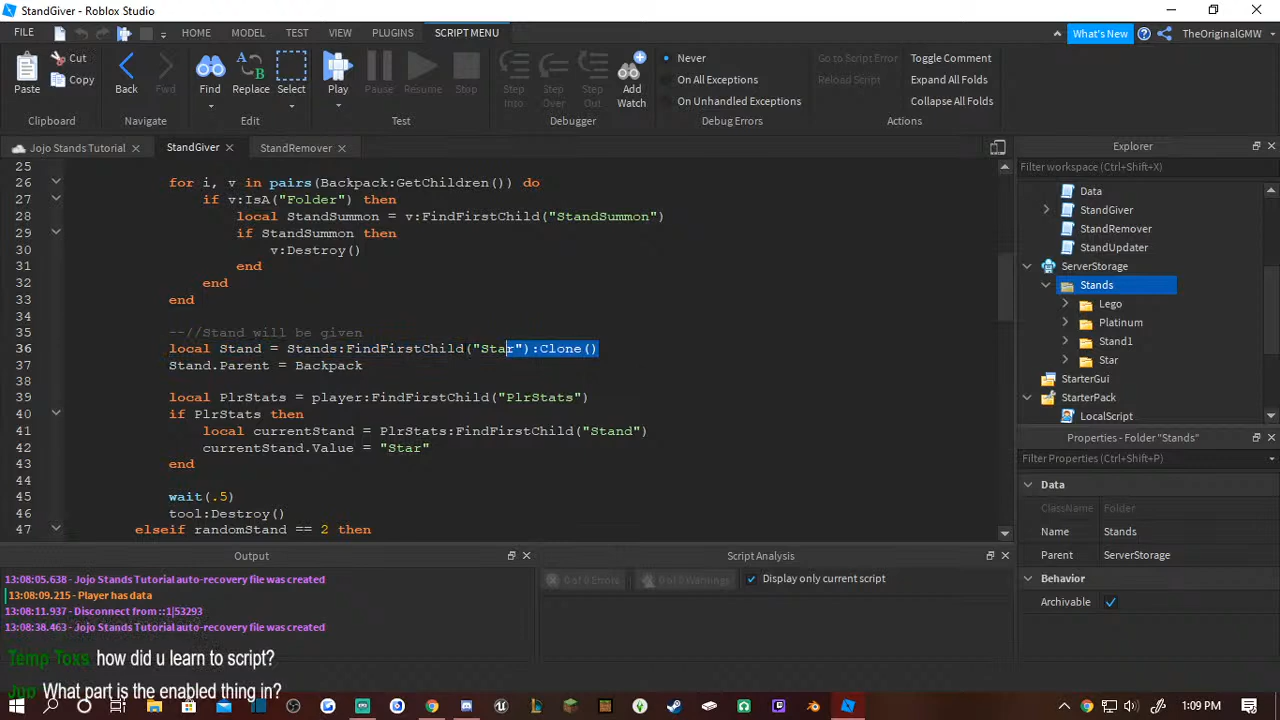 StandGiver - Roblox Studio
FILE HOME MODEL TEST VIEW PLUGINS SCRIPT MENU What's New TheOriginalGMW
Paste Cut Copy Back Fwd Find Replace Select Play Pause Resume Stop Step Into Step Over Step Out Add Watch
Never Go to Script Error Toggle Comment
On All Exceptions Reload Script Expand All Folds
On Unhandled Exceptions Collapse All Folds
Clipboard Navigate Edit Test Debugger Debug Errors Actions
Jojo Stands Tutorial StandGiver StandRemover
25
26 for i, v in pairs(Backpack:GetChildren()) do
27 if v:IsA("Folder") then
28 local StandSummon = v:FindFirstChild("StandSummon")
29 if StandSummon then
30 v:Destroy()
31 end
32 end
33 end
34
35 --//Stand will be given
36 local Stand = Stands:FindFirstChild("Star"):Clone()
37 Stand.Parent = Backpack
38
39 local PlrStats = player:FindFirstChild("PlrStats")
40 if PlrStats then
41 local currentStand = PlrStats:FindFirstChild("Stand")
42 currentStand.Value = "Star"
43 end
44
45 wait(.5)
46 tool:Destroy()
47 elseif randomStand == 2 then
Explorer
Filter workspace (Ctrl+Shift+X)
Data
StandGiver
StandRemover
StandUpdater
ServerStorage
Stands
Lego
Platinum
Stand1
Star
StarterGui
StarterPack
LocalScript
Properties - Folder "Stands"
Filter Properties (Ctrl+Shift+P)
Data
ClassName Folder
Name Stands
Parent ServerStorage
Behavior
Archivable
Output
13:08:05.638 - Jojo Stands Tutorial auto-recovery file was created
13:08:09.215 - Player has data
13:08:11.937 - Disconnect from ::1|53293
13:08:38.463 - Jojo Stands Tutorial auto-recovery file was created
Script Analysis
0 of 0 Errors 0 of 0 Warnings Display only current script
Temp Toxs how did u learn to script?
Jup What part is the enabled thing in?
1:09 PM